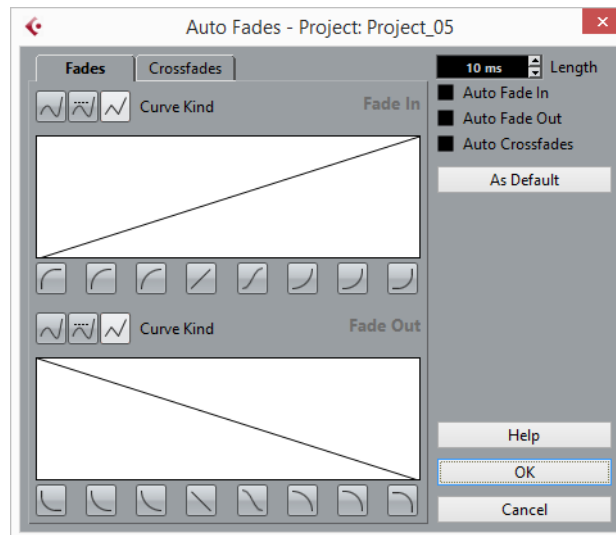 Auto Fades - Project: Project_05
Fades
Crossfades
10 ms
Length
Curve Kind
Fade In
Auto Fade In
Auto Fade Out
Auto Crossfades
As Default
Curve Kind
Fade Out
Help
OK
Cancel